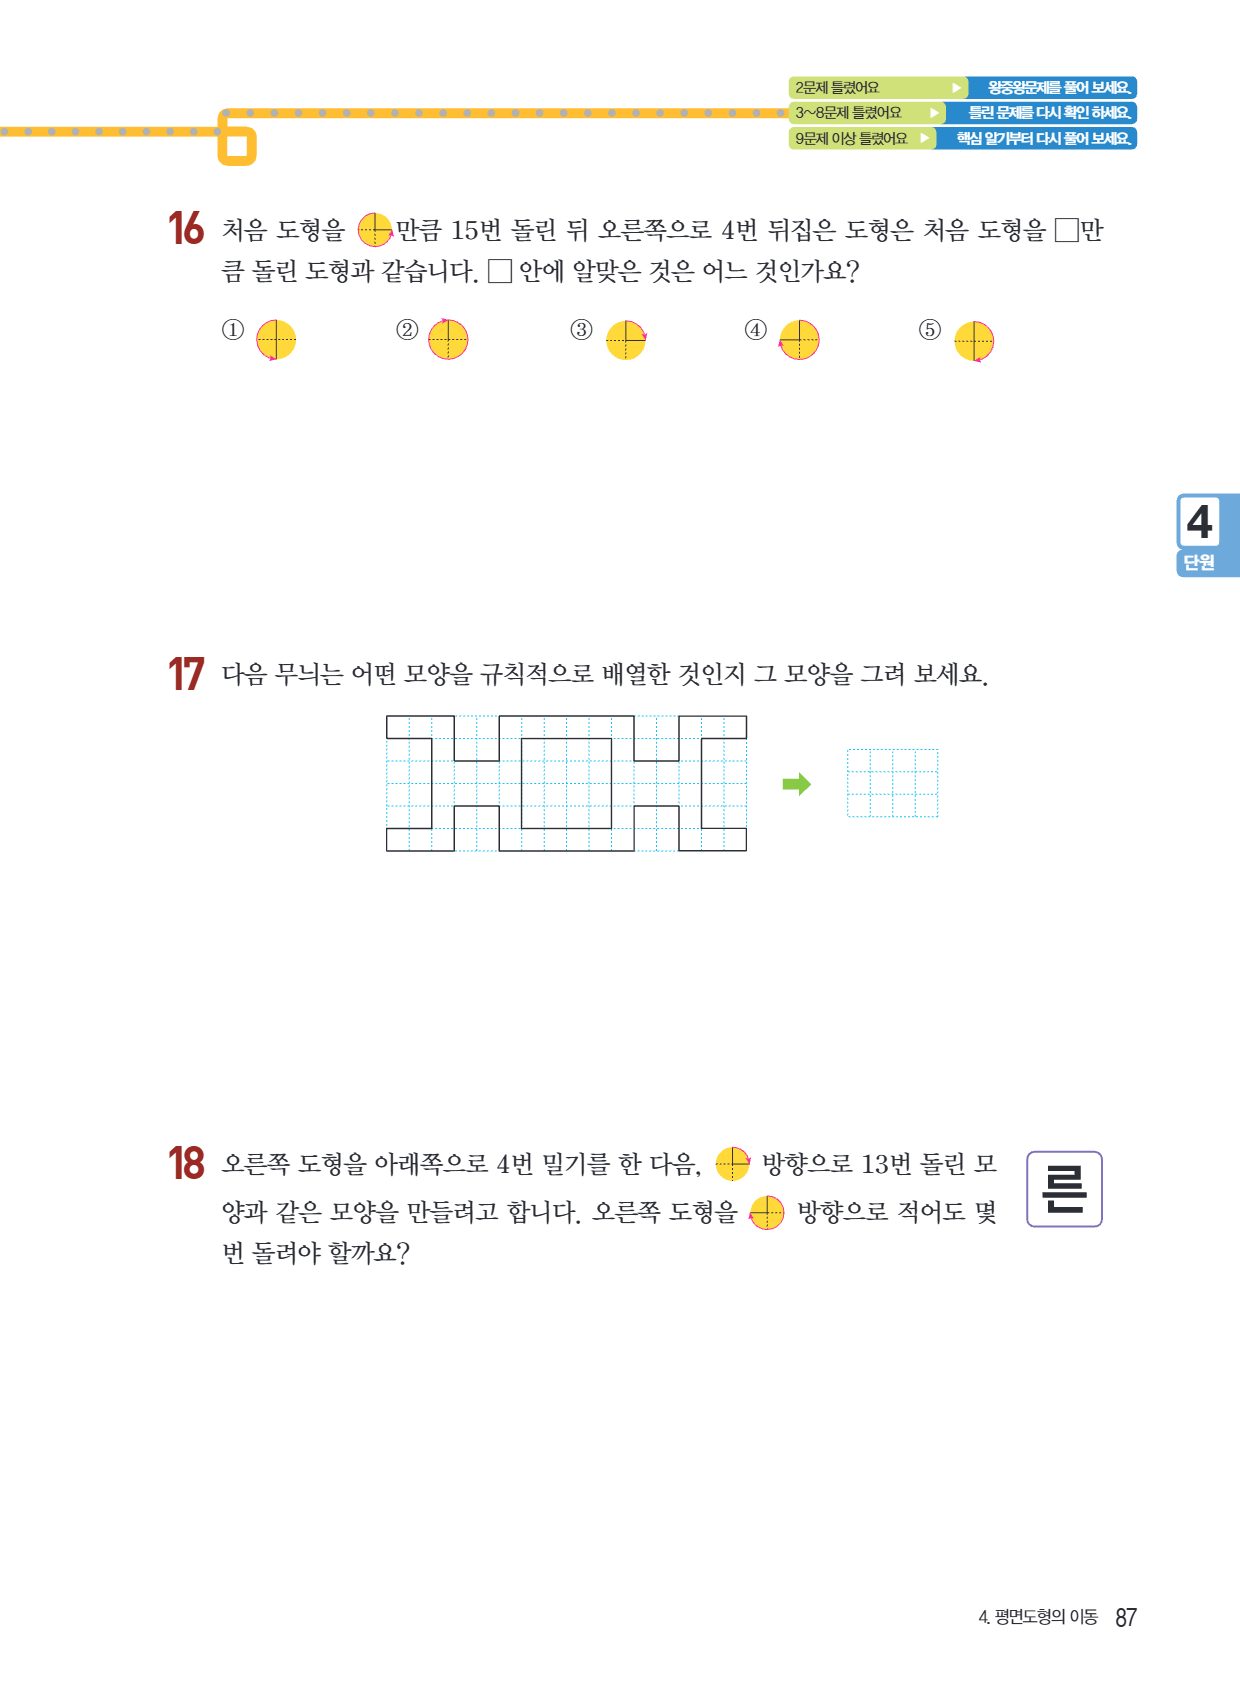 2문제 틀렸어요 ▶ 왕중왕문제를 풀어 보세요.
3~8문제 틀렸어요 ▶ 틀린 문제를 다시 확인 하세요.
9문제 이상 틀렸어요 ▶ 핵심 알기부터 다시 풀어 보세요.
16 처음 도형을 만큼 15번 돌린 뒤 오른쪽으로 4번 뒤집은 도형은 처음 도형을 □만
큼 돌린 도형과 같습니다. □ 안에 알맞은 것은 어느 것인가요?
① ② ③ ④ ⑤
4
단원
17 다음 무늬는 어떤 모양을 규칙적으로 배열한 것인지 그 모양을 그려 보세요.
18 오른쪽 도형을 아래쪽으로 4번 밀기를 한 다음, 방향으로 13번 돌린 모
양과 같은 모양을 만들려고 합니다. 오른쪽 도형을 방향으로 적어도 몇
번 돌려야 할까요?
른
4. 평면도형의 이동 87